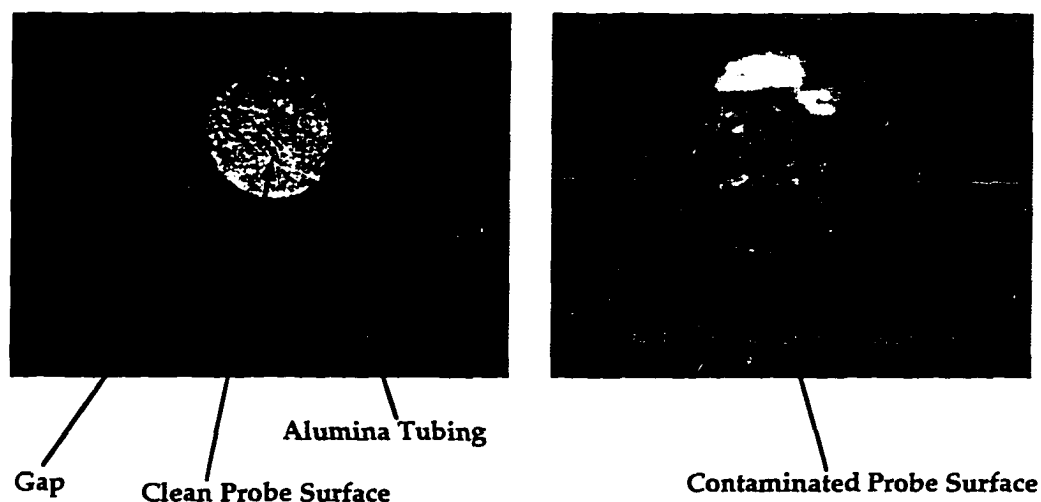 Alumina Tubing
Gap
Clean Probe Surface
Contaminated Probe Surface